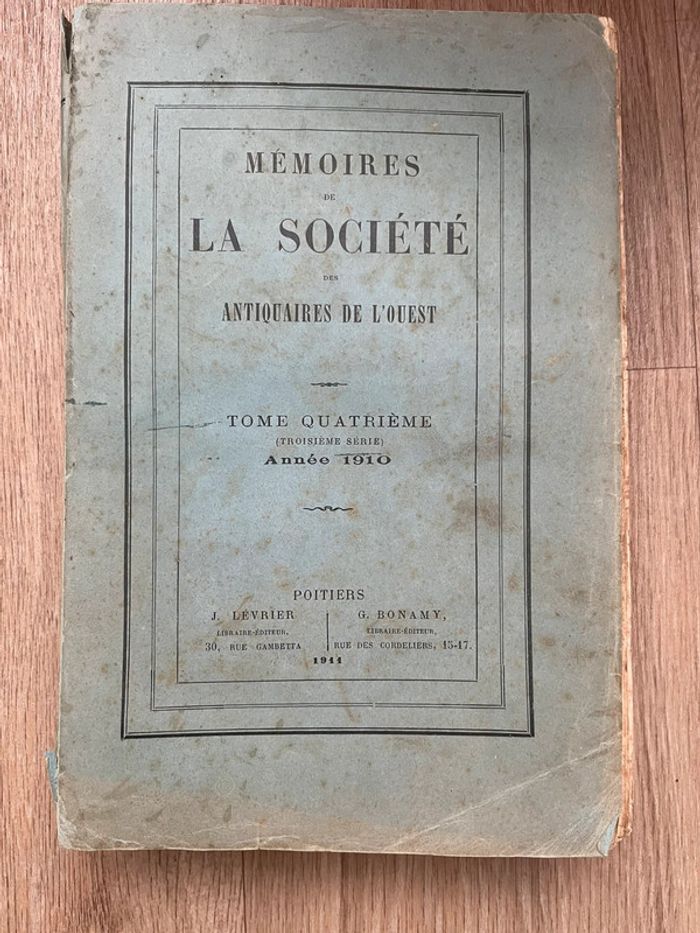 MÉMOIRES
DE
LA SOCIÉTÉ
DES
ANTIQUAIRES DE L'OUEST
TOME QUATRIÈME
(TROISIÈME SÉRIE)
Année 1910
POITIERS
J. LÉVRIER
LIBRAIRE-ÉDITEUR,
30, RUE GAMBETTA
G. BONAMY,
LIBRAIRE-ÉDITEUR,
RUE DES CORDELIERS, 15-17.
1911